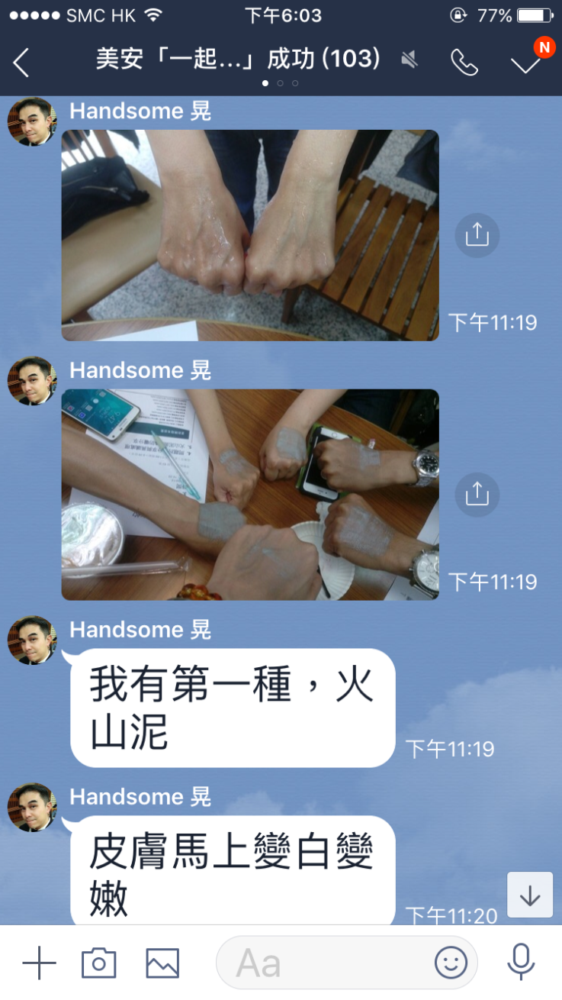 SMC HK 下午6:03 77%
美安「一起...」成功 (103)
N
Handsome 晃
下午11:19
Handsome 晃
下午11:19
Handsome 晃
我有第一種，火
山泥
下午11:19
Handsome 晃
皮膚馬上變白變
嫩
下午11:20
Aa